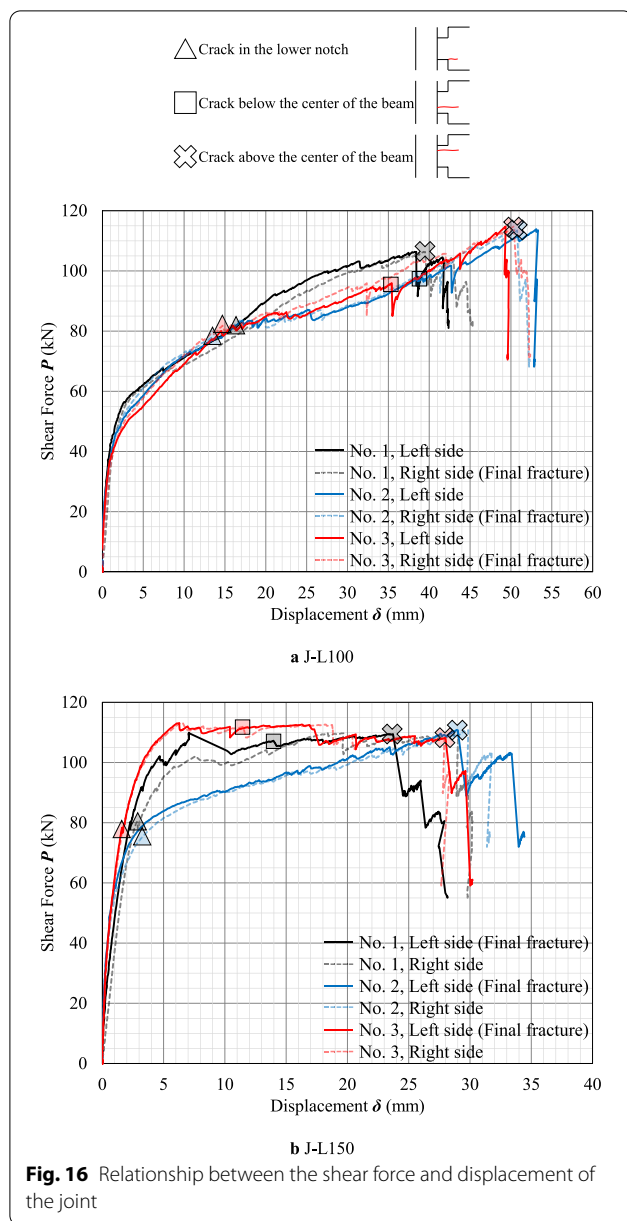 Crack in the lower notch
Crack below the center of the beam
Crack above the center of the beam
120
100
80
60
40
20
0
Shear Force P (kN)
No. 1, Left side
No. 1, Right side (Final fracture)
No. 2, Left side
No. 2, Right side (Final fracture)
No. 3, Left side
No. 3, Right side (Final fracture)
0 5 10 15 20 25 30 35 40 45 50 55 60
Displacement δ (mm)
a J-L100
120
100
80
60
40
20
0
Shear Force P (kN)
No. 1, Left side (Final fracture)
No. 1, Right side
No. 2, Left side (Final fracture)
No. 2, Right side
No. 3, Left side (Final fracture)
No. 3, Right side
0 5 10 15 20 25 30 35 40
Displacement δ (mm)
b J-L150
Fig. 16 Relationship between the shear force and displacement of
the joint